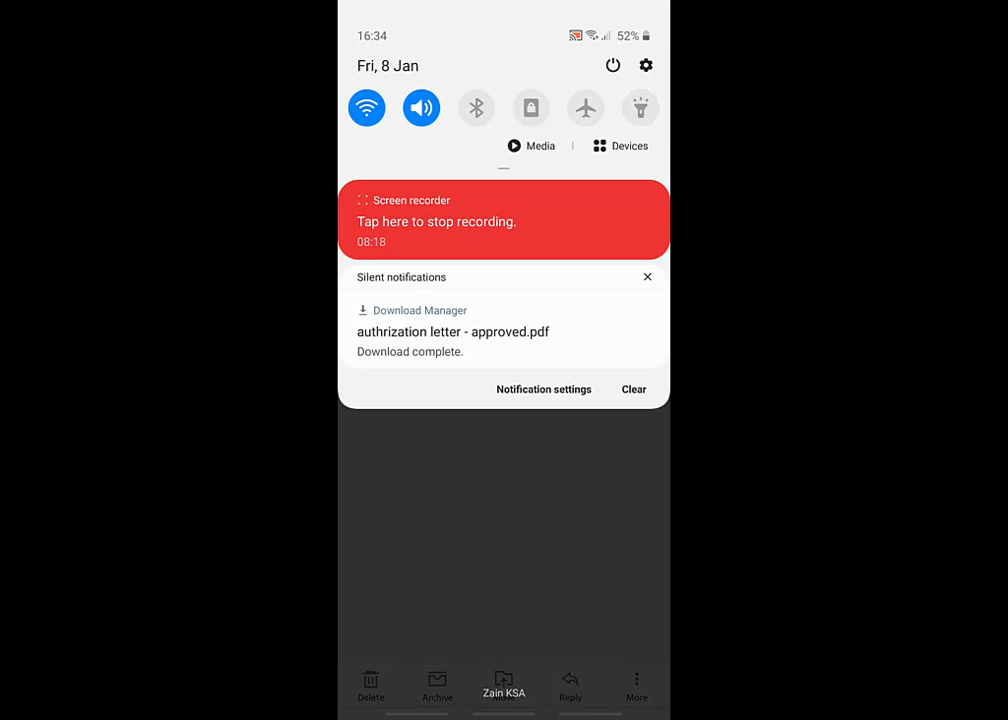 16:34 52%
Fri, 8 Jan
Media | Devices
Screen recorder
Tap here to stop recording.
08:18
Silent notifications
Download Manager
authrization letter - approved.pdf
Download complete.
Notification settings Clear
Delete Archive Move Reply More
Zain KSA